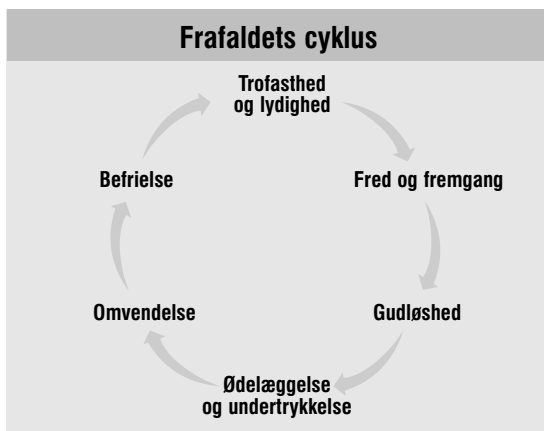 Frafaldets cyklus
Trofasthed
og lydighed
Fred og fremgang
Gudløshed
Ødelæggelse
og undertrykkelse
Omvendelse
Befrielse